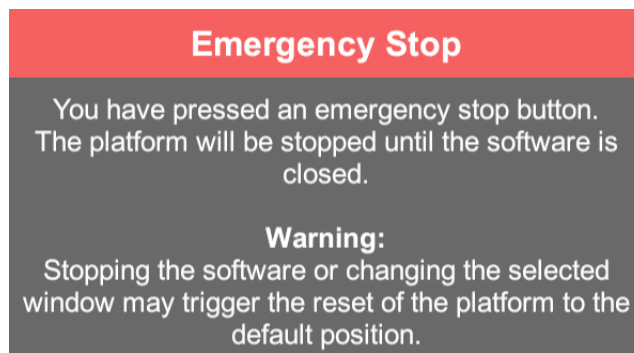 Emergency Stop
You have pressed an emergency stop button.
The platform will be stopped until the software is
closed.
Warning:
Stopping the software or changing the selected
window may trigger the reset of the platform to the
default position.